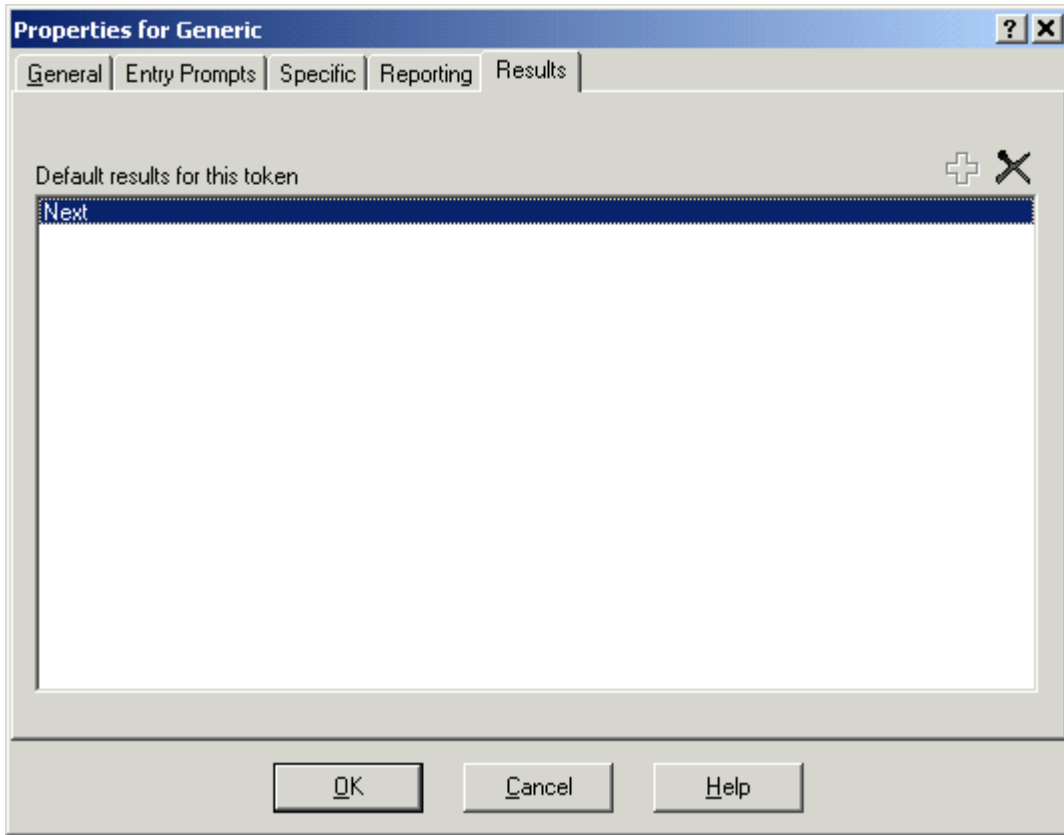 Properties for Generic
General Entry Prompts Specific Reporting Results
Default results for this token
Next
OK Cancel Help